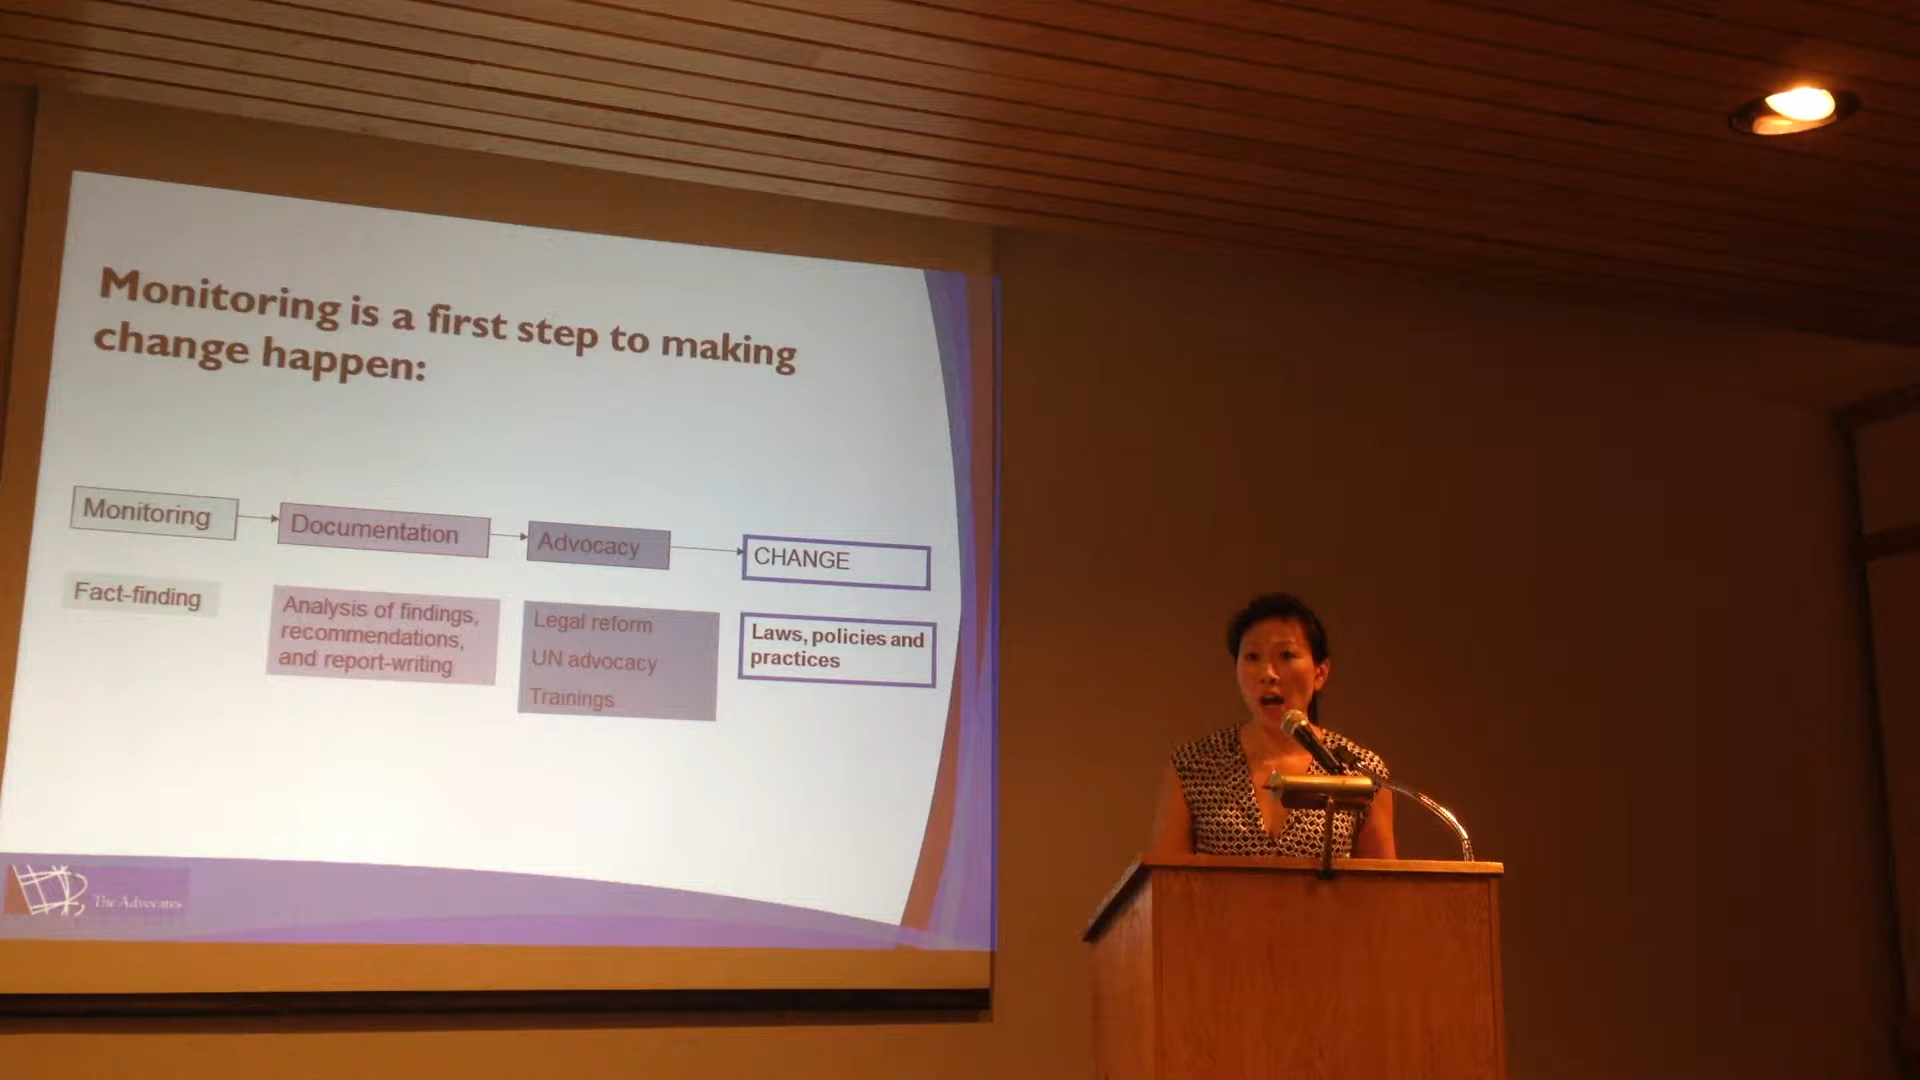 Monitoring is a first step to making
change happen:
Monitoring
Documentation
Advocacy
CHANGE
Fact-finding
Analysis of findings,
recommendations,
and report-writing
Legal reform
UN advocacy
Trainings
Laws, policies and
practices
The Advocates